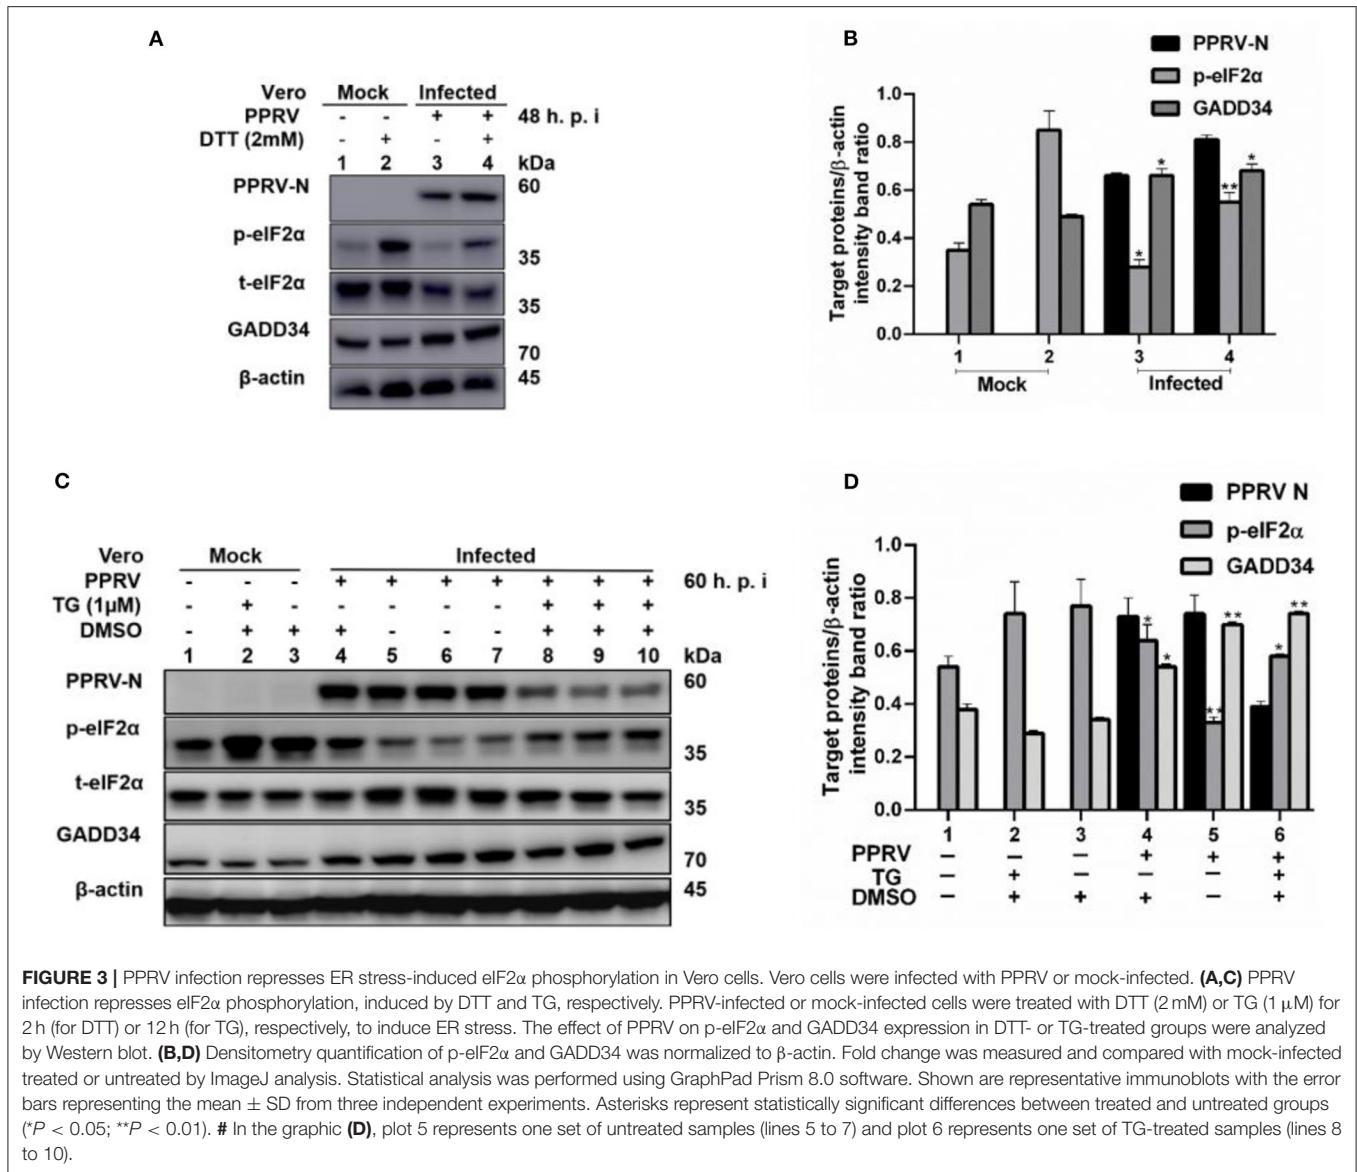 A
Vero Mock Infected
PPRV - - + + 48 h. p. i
DTT (2mM) - + - +
1 2 3 4 kDa
PPRV-N 60
p-eIF2α 35
t-eIF2α 35
GADD34 70
β-actin 45
B
PPRV-N
p-eIF2α
GADD34
Target proteins/β-actin
intensity band ratio
1.0
0.8
0.6
0.4
0.2
0.0
* * ** *
1 2 3 4
Mock Infected
C
Vero Mock Infected
PPRV - - - + + + + + + + 60 h. p. i
TG (1μM) - + - - - - - + + +
DMSO - + + + - - - + + +
1 2 3 4 5 6 7 8 9 10 kDa
PPRV-N 60
p-eIF2α 35
t-eIF2α 35
GADD34 70
β-actin 45
D
PPRV N
p-eIF2α
GADD34
Target proteins/β-actin
intensity band ratio
1.0
0.8
0.6
0.4
0.2
0.0
* * ** ** * **
1 2 3 4 5 6
PPRV − − − + + +
TG − + − − − +
DMSO − + + + − +
FIGURE 3 | PPRV infection represses ER stress-induced eIF2α phosphorylation in Vero cells. Vero cells were infected with PPRV or mock-infected. (A,C) PPRV
infection represses eIF2α phosphorylation, induced by DTT and TG, respectively. PPRV-infected or mock-infected cells were treated with DTT (2 mM) or TG (1 μM) for
2 h (for DTT) or 12 h (for TG), respectively, to induce ER stress. The effect of PPRV on p-eIF2α and GADD34 expression in DTT- or TG-treated groups were analyzed
by Western blot. (B,D) Densitometry quantification of p-eIF2α and GADD34 was normalized to β-actin. Fold change was measured and compared with mock-infected
treated or untreated by ImageJ analysis. Statistical analysis was performed using GraphPad Prism 8.0 software. Shown are representative immunoblots with the error
bars representing the mean ± SD from three independent experiments. Asterisks represent statistically significant differences between treated and untreated groups
(*P < 0.05; **P < 0.01). # In the graphic (D), plot 5 represents one set of untreated samples (lines 5 to 7) and plot 6 represents one set of TG-treated samples (lines 8
to 10).